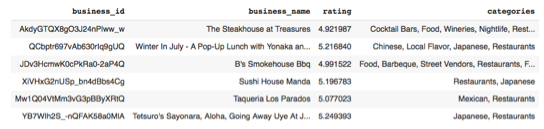 business_id business_name rating categories
AkdyGTQX8gO3J24nPlww_w The Steakhouse at Treasures 4.921987 Cocktail Bars, Food, Wineries, Nightlife, Rest...
QCbptr697vAb630rlq9gUQ Winter In July - A Pop-Up Lunch with Yonaka an... 5.216840 Chinese, Local Flavor, Japanese, Restaurants
JDv3HcmwK0cPkRa0-2aP4Q B's Smokehouse Bbq 4.991522 Food, Barbeque, Street Vendors, Restaurants, F...
XiVHxG2nUSp_bn4dBbs4Cg Sushi House Manda 5.196783 Restaurants, Japanese
Mw1Q04VtMm3vG3pBByXRtQ Taqueria Los Parados 5.077023 Mexican, Restaurants
YB7Wlh2S_-nQFAK58a0MIA Tetsuro's Sayonara, Aloha, Going Away Uye At J... 5.249393 Japanese, Restaurants